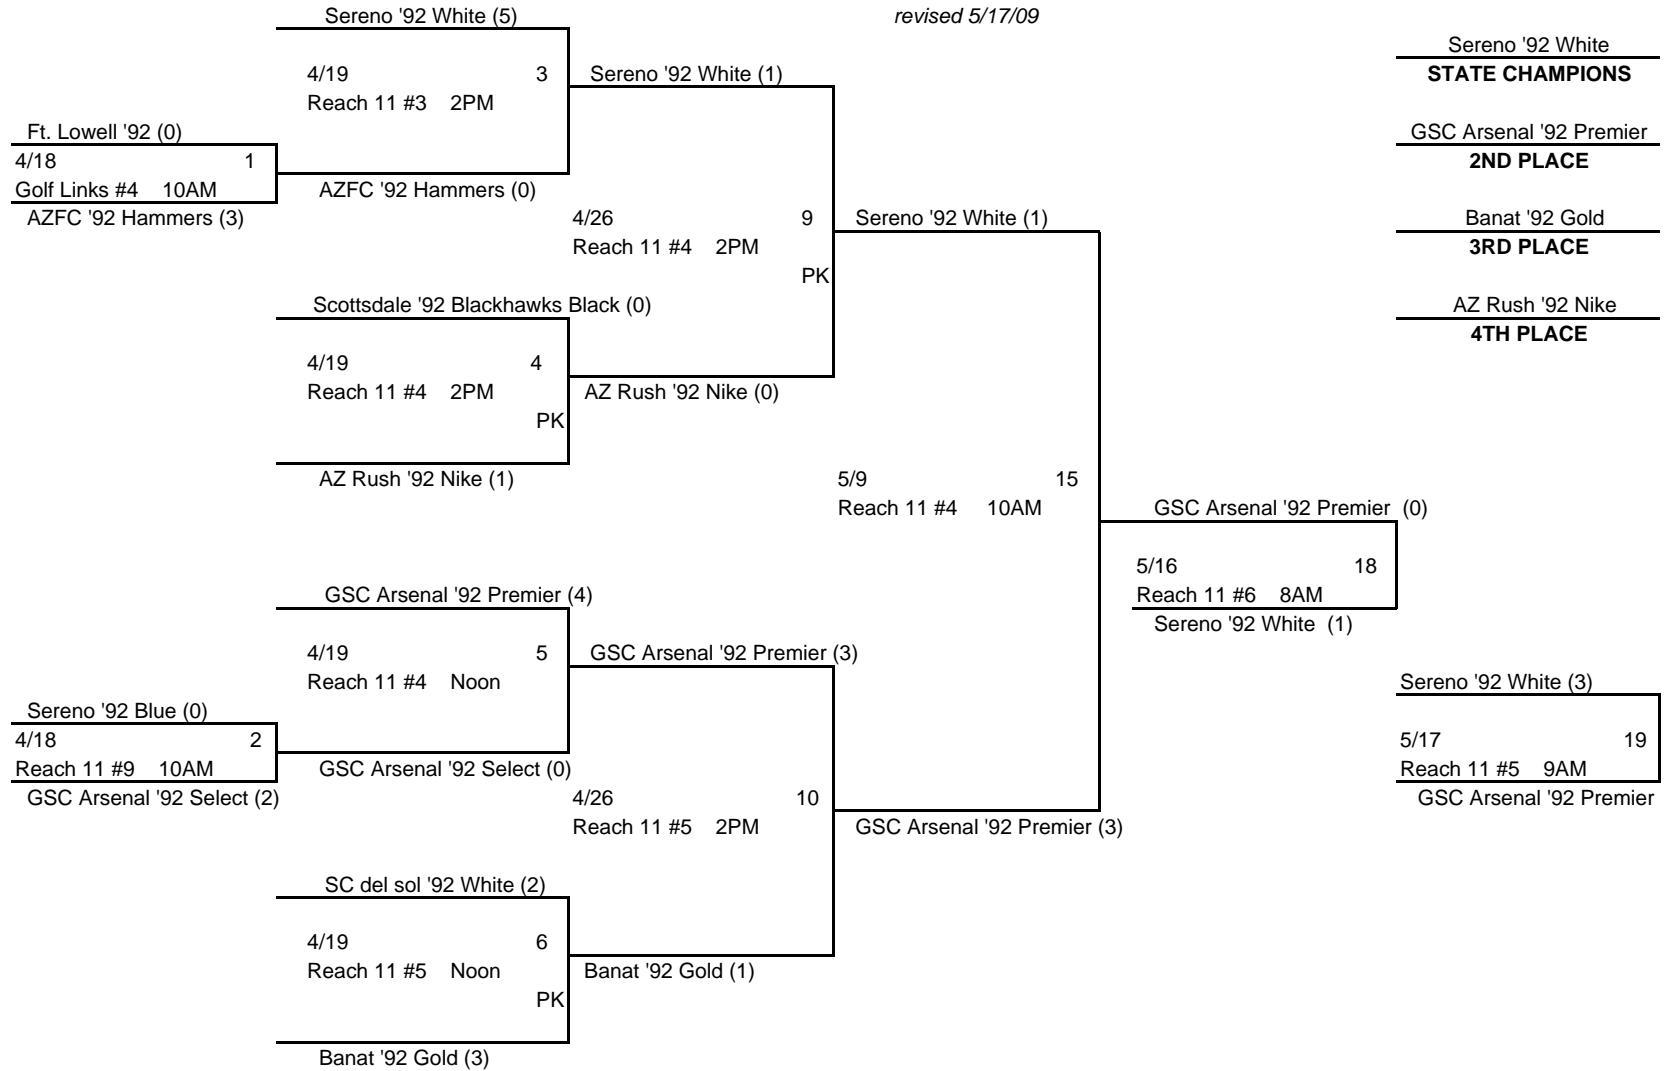 Sereno '92 White (5)
revised 5/17/09
Sereno '92 White
STATE CHAMPIONS
4/19 3
Reach 11 #3 2PM
Sereno '92 White (1)
Ft. Lowell '92 (0)
4/18 1
Golf Links #4 10AM
AZFC '92 Hammers (3)
AZFC '92 Hammers (0)
GSC Arsenal '92 Premier
2ND PLACE
4/26 9
Reach 11 #4 2PM
PK
Sereno '92 White (1)
Banat '92 Gold
3RD PLACE
Scottsdale '92 Blackhawks Black (0)
4/19 4
Reach 11 #4 2PM
PK
AZ Rush '92 Nike (0)
AZ Rush '92 Nike
4TH PLACE
AZ Rush '92 Nike (1)
5/9 15
Reach 11 #4 10AM
GSC Arsenal '92 Premier (0)
5/16 18
Reach 11 #6 8AM
Sereno '92 White (1)
GSC Arsenal '92 Premier (4)
4/19 5
Reach 11 #4 Noon
GSC Arsenal '92 Premier (3)
Sereno '92 Blue (0)
4/18 2
Reach 11 #9 10AM
GSC Arsenal '92 Select (2)
GSC Arsenal '92 Select (0)
Sereno '92 White (3)
5/17 19
Reach 11 #5 9AM
GSC Arsenal '92 Premier
4/26 10
Reach 11 #5 2PM
GSC Arsenal '92 Premier (3)
SC del sol '92 White (2)
4/19 6
Reach 11 #5 Noon
PK
Banat '92 Gold (1)
Banat '92 Gold (3)